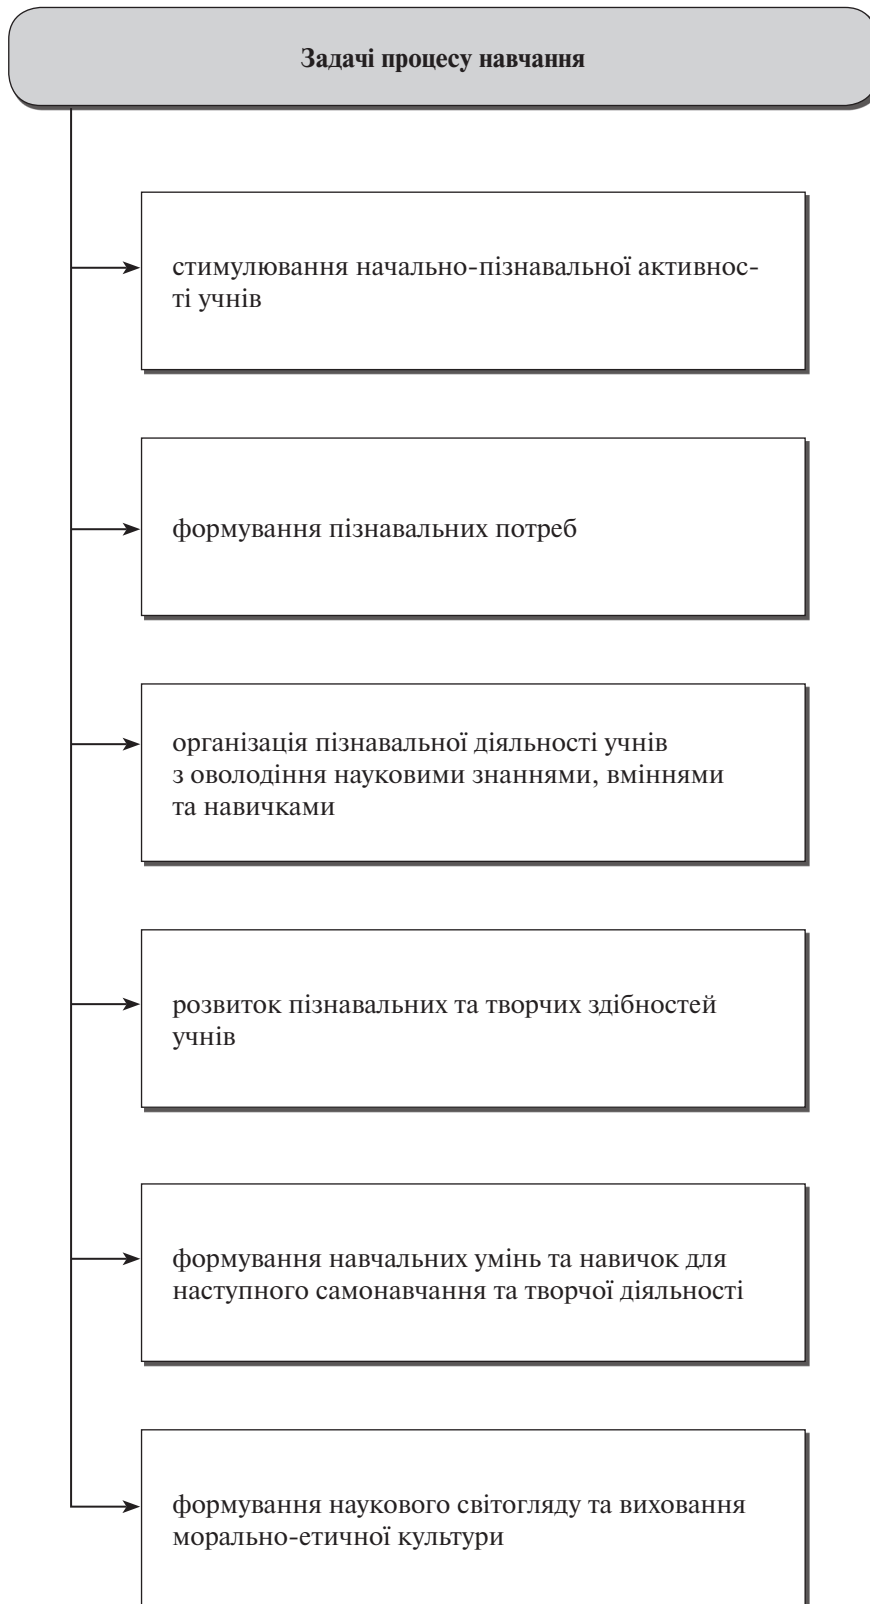 Задачі процесу навчання
стимулювання начально-пізнавальної активнос-
ті учнів
формування пізнавальних потреб
організація пізнавальної діяльності учнів
з оволодіння науковими знаннями, вміннями
та навичками
розвиток пізнавальних та творчих здібностей
учнів
формування навчальних умінь та навичок для
наступного самонавчання та творчої діяльності
формування наукового світогляду та виховання
морально-етичної культури